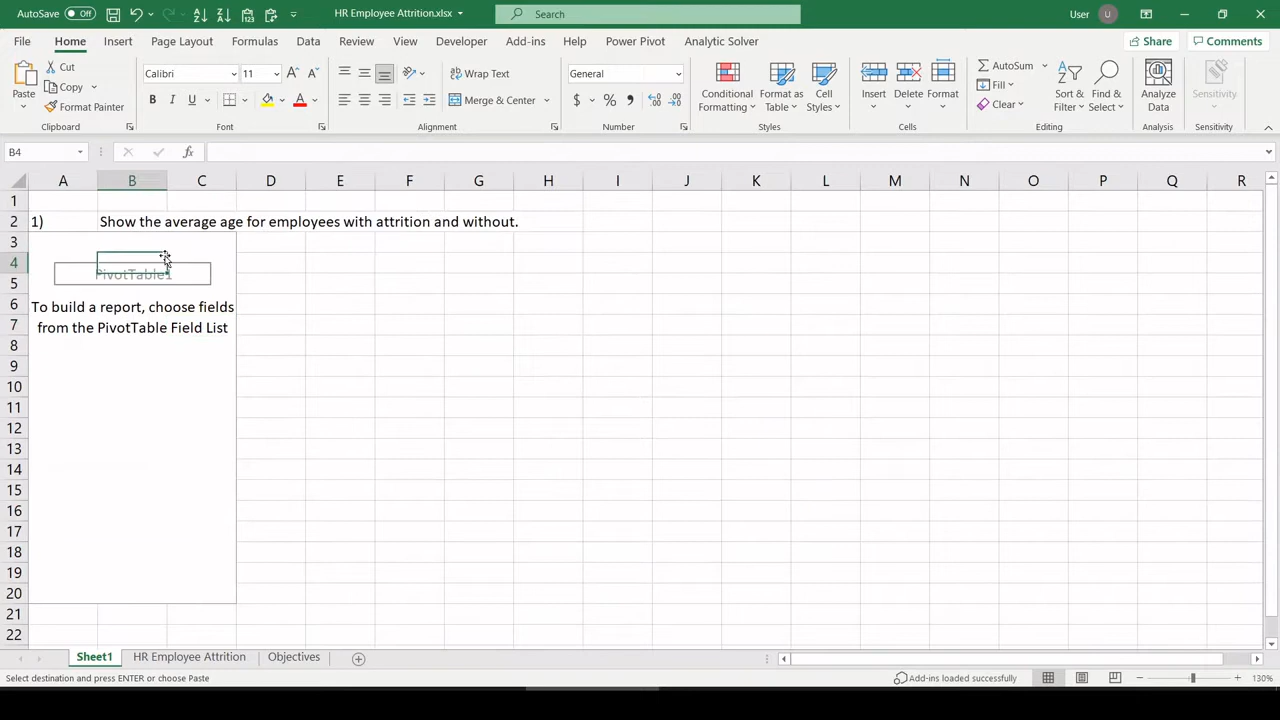 AutoSave Off HR Employee Attrition.xlsx Search User U
File Home Insert Page Layout Formulas Data Review View Developer Add-ins Help Power Pivot Analytic Solver Share Comments
Paste Cut Copy Format Painter Clipboard
Calibri 11 B I U A Font
Wrap Text Merge & Center Alignment
General $ % Number
Conditional Formatting Format as Table Cell Styles Styles
Insert Delete Format Cells
AutoSum Fill Clear Sort & Filter Find & Select Editing
Analyze Data Analysis
Sensitivity Sensitivity
B4 fx
A B C D E F G H I J K L M N O P Q R
1
2 1) Show the average age for employees with attrition and without.
3
4
5 PivotTable1
6 To build a report, choose fields
7 from the PivotTable Field List
8
9
10
11
12
13
14
15
16
17
18
19
20
21
22
Sheet1 HR Employee Attrition Objectives
Select destination and press ENTER or choose Paste Add-ins loaded successfully 130%